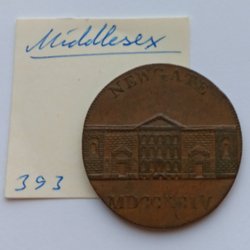 Middlesex
393
NEWGATE
MDCCXCIV